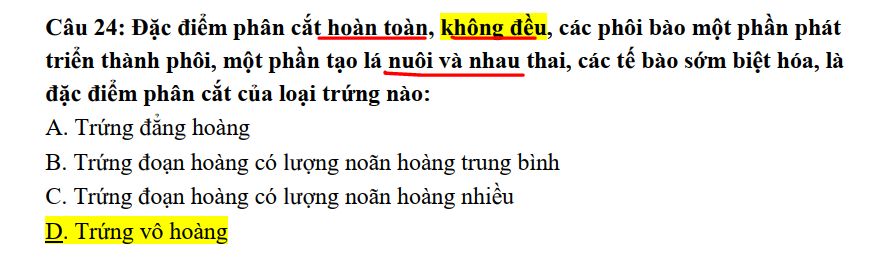 Câu 24: Đặc điểm phân cắt hoàn toàn, không đều, các phôi bào một phần phát
triển thành phôi, một phần tạo lá nuôi và nhau thai, các tế bào sớm biệt hóa, là
đặc điểm phân cắt của loại trứng nào:
A. Trứng đẳng hoàng
B. Trứng đoạn hoàng có lượng noãn hoàng trung bình
C. Trứng đoạn hoàng có lượng noãn hoàng nhiều
D. Trứng vô hoàng